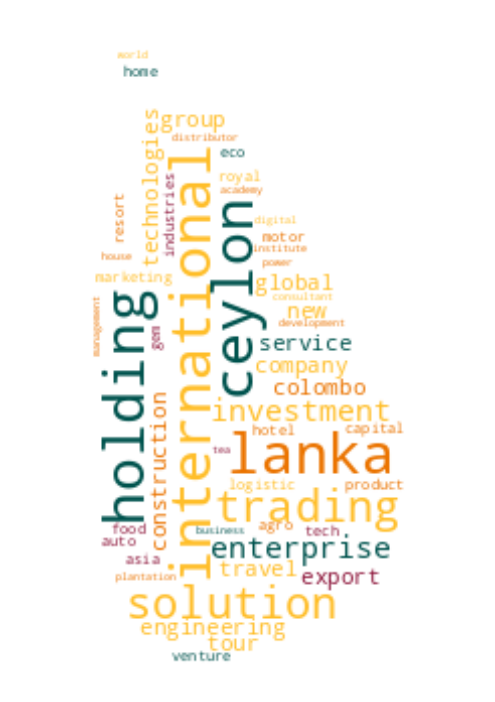 world
home
technologies
group
distributor
international
eco
industries
royal
academy
resort
ceylon
digital
motor
institute
house
power
marketing
global
consultant
holding
management
new
development
gem
service
company
colombo
construction
investment
hotel
capital
lanka
tea
logistic
product
trading
food
business
agro
tech
auto
enterprise
asia
travel
plantation
export
solution
engineering
tour
venture